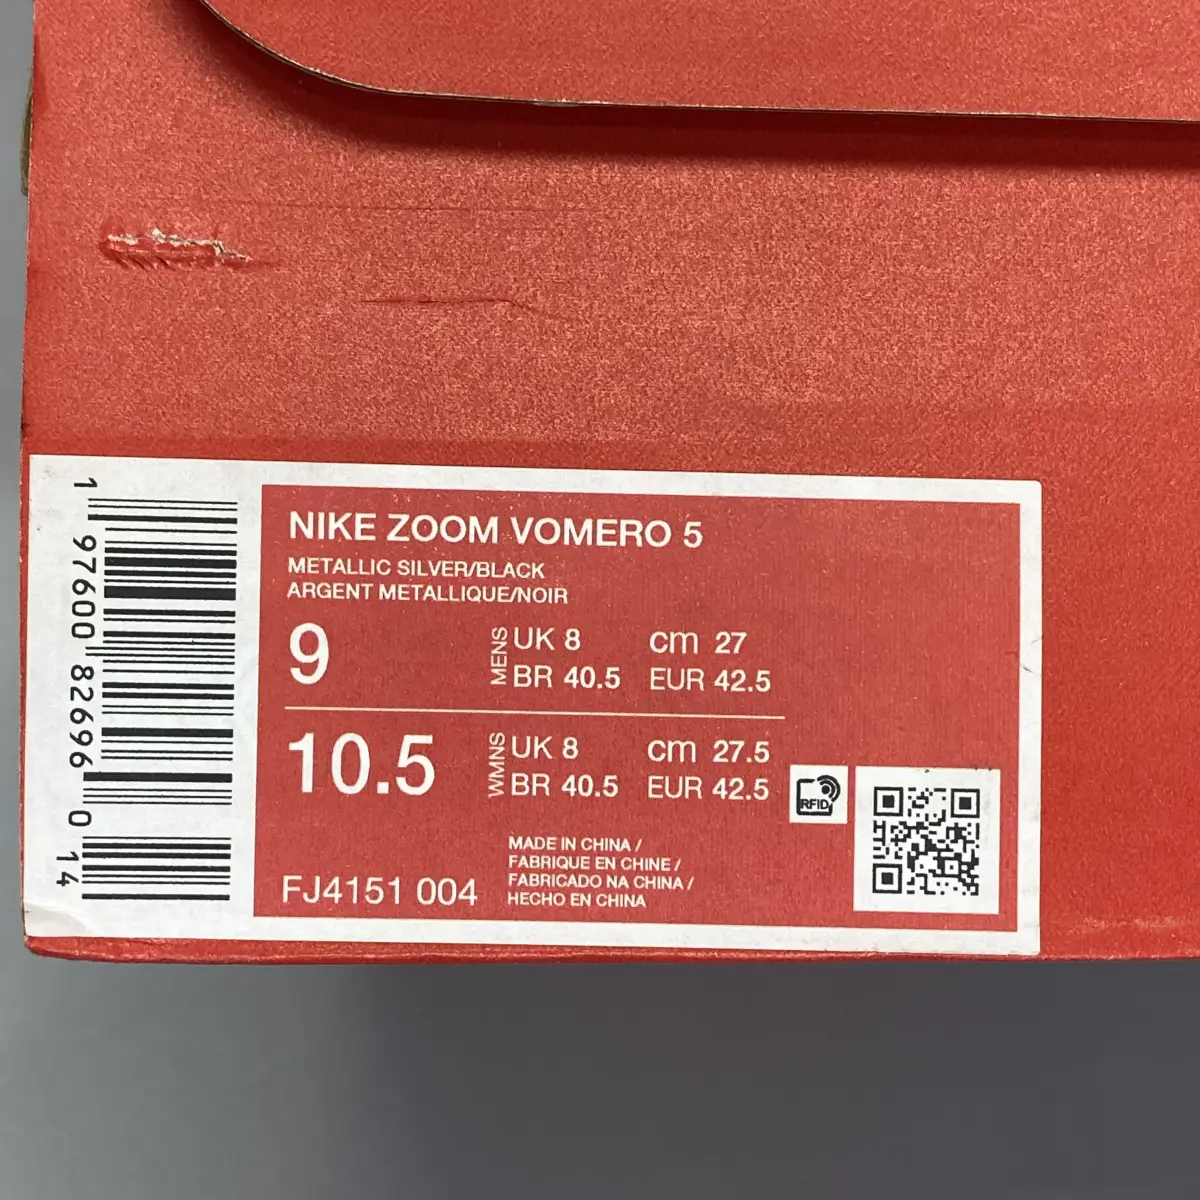 NIKE ZOOM VOMERO 5
METALLIC SILVER/BLACK
ARGENT METALLIQUE/NOIR
9
MENS
UK 8 cm 27
BR 40.5 EUR 42.5
10.5
WMNS
UK 8 cm 27.5
BR 40.5 EUR 42.5
RFID
MADE IN CHINA /
FABRIQUE EN CHINE /
FABRICADO NA CHINA /
HECHO EN CHINA
FJ4151 004
1 97600 82696 0 14